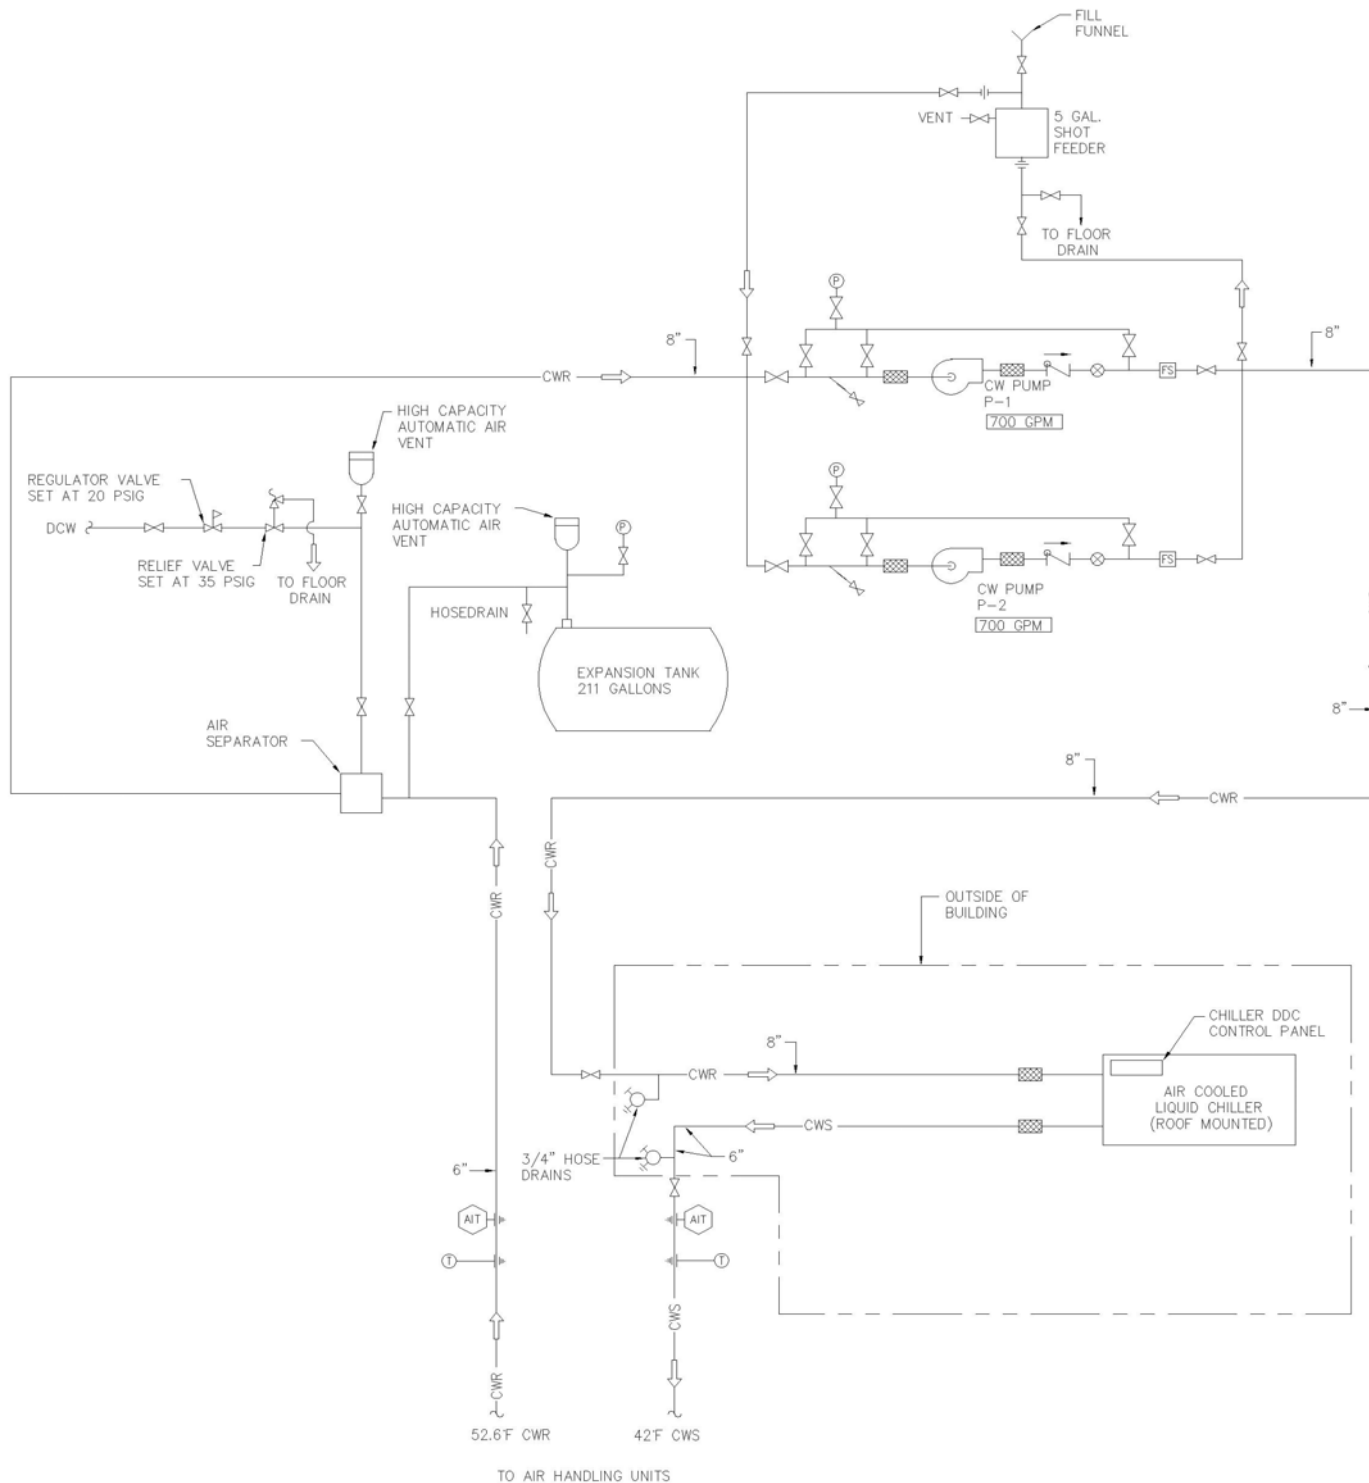 FILL
FUNNEL
VENT
5 GAL.
SHOT
FEEDER
TO FLOOR
DRAIN
P
8"
8"
CWR
FS
CW PUMP
P-1
700 GPM
HIGH CAPACITY
AUTOMATIC AIR
VENT
REGULATOR VALVE
SET AT 20 PSIG
DCW
RELIEF VALVE
SET AT 35 PSIG
TO FLOOR
DRAIN
HIGH CAPACITY
AUTOMATIC AIR
VENT
P
P
FS
CW PUMP
P-2
700 GPM
HOSEDRAIN
EXPANSION TANK
211 GALLONS
AIR
SEPARATOR
8"
8"
CWR
CWR
CWR
OUTSIDE OF
BUILDING
CHILLER DDC
CONTROL PANEL
8"
CWR
AIR COOLED
LIQUID CHILLER
(ROOF MOUNTED)
CWS
3/4" HOSE
DRAINS
6"
6"
AIT
AIT
T
T
CWS
CWR
52.6°F CWR
42°F CWS
TO AIR HANDLING UNITS